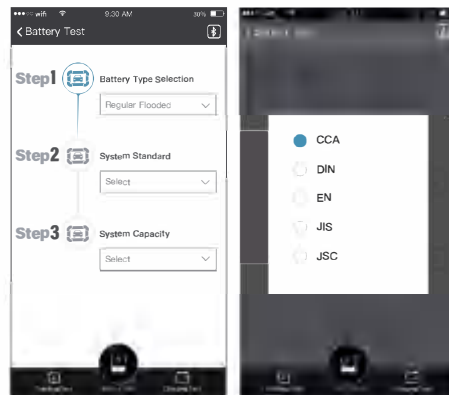 wifi 9:30 AM 30%
Battery Test
Step1 Battery Type Selection
Regular Flooded
Step2 System Standard
Select
Step3 System Capacity
Select
CCA
DIN
EN
JIS
JSC